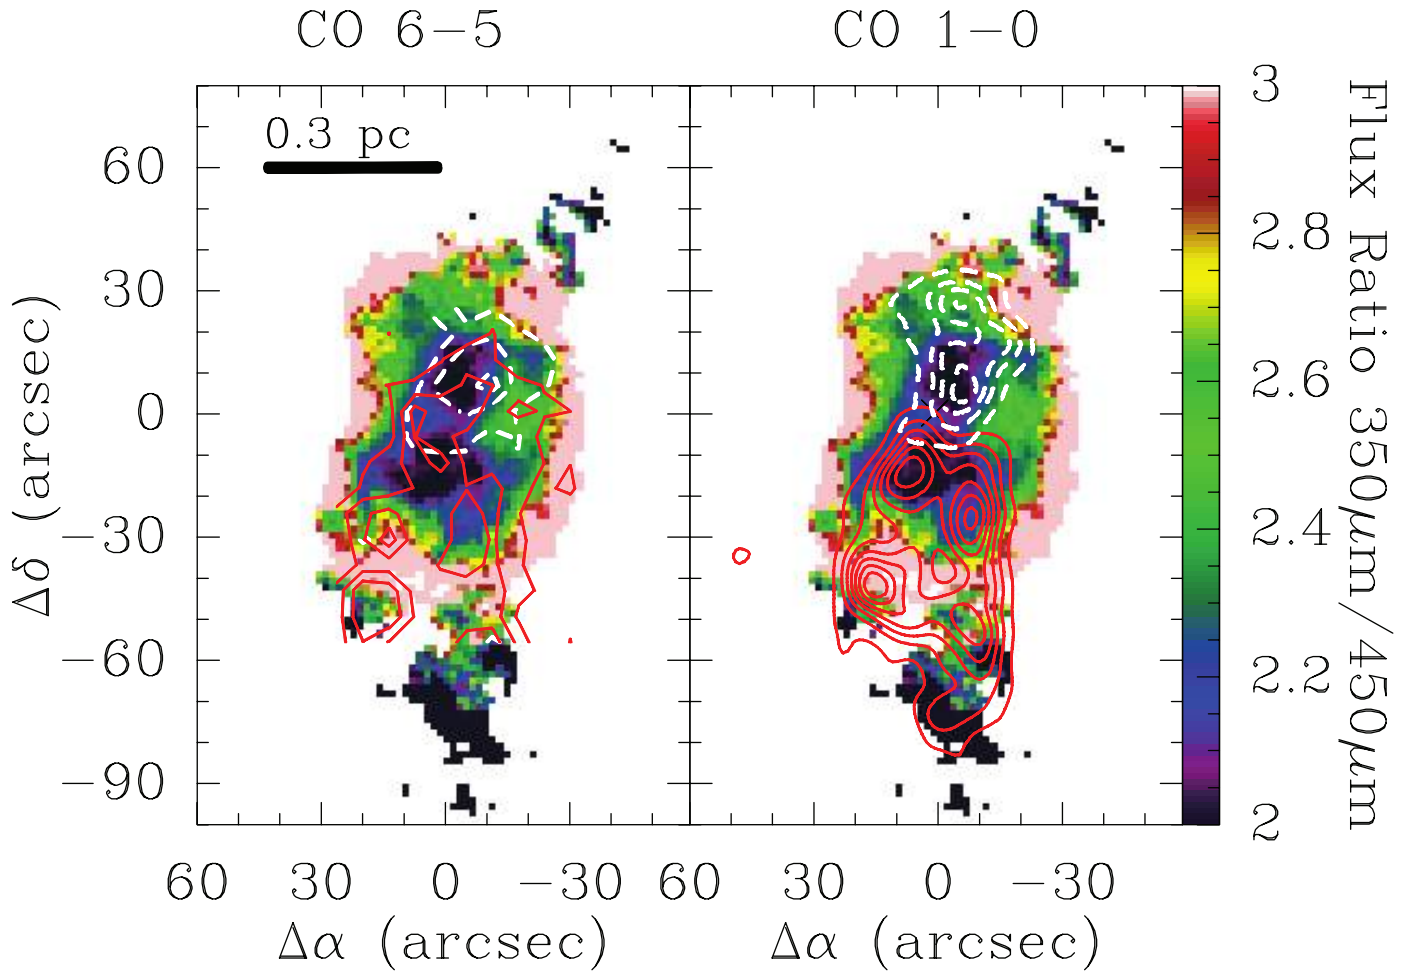 CO 6−5
CO 1−0
0.3 pc
60
30
0
−30
−60
−90
Δδ (arcsec)
60 30 0 −30 60 30 0 −30
Δα (arcsec)
Δα (arcsec)
3
2.8
2.6
2.4
2.2
2
Flux Ratio 350μm/450μm